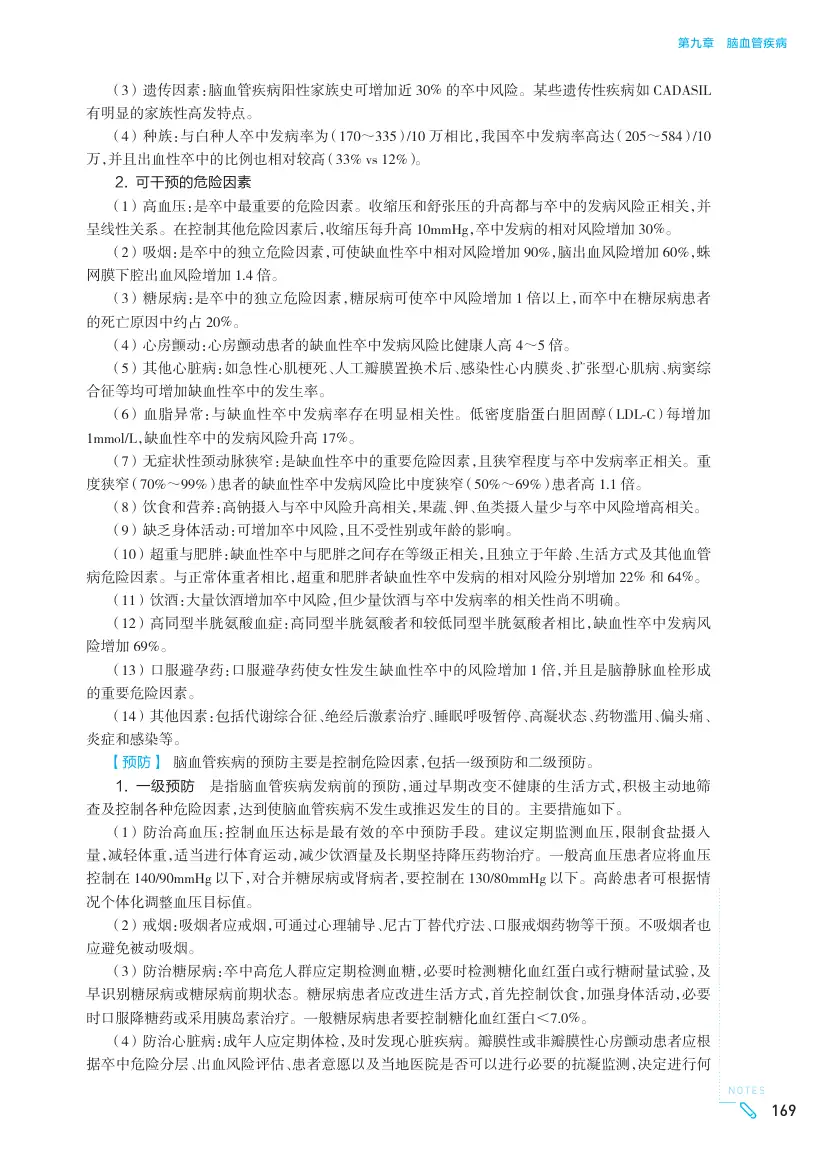 第九章 脑血管疾病
（3）遗传因素：脑血管疾病阳性家族史可增加近 30% 的卒中风险。某些遗传性疾病如 CADASIL
有明显的家族性高发特点。
（4）种族：与白种人卒中发病率为（170～335）/10 万相比，我国卒中发病率高达（205～584）/10
万，并且出血性卒中的比例也相对较高（33% vs 12%）。
2. 可干预的危险因素
（1）高血压：是卒中最重要的危险因素。收缩压和舒张压的升高都与卒中的发病风险正相关，并
呈线性关系。在控制其他危险因素后，收缩压每升高 10mmHg，卒中发病的相对风险增加 30%。
（2）吸烟：是卒中的独立危险因素，可使缺血性卒中相对风险增加 90%，脑出血风险增加 60%，蛛
网膜下腔出血风险增加 1.4 倍。
（3）糖尿病：是卒中的独立危险因素，糖尿病可使卒中风险增加 1 倍以上，而卒中在糖尿病患者
的死亡原因中约占 20%。
（4）心房颤动：心房颤动患者的缺血性卒中发病风险比健康人高 4～5 倍。
（5）其他心脏病：如急性心肌梗死、人工瓣膜置换术后、感染性心内膜炎、扩张型心肌病、病窦综
合征等均可增加缺血性卒中的发生率。
（6）血脂异常：与缺血性卒中发病率存在明显相关性。低密度脂蛋白胆固醇（LDL-C）每增加
1mmol/L，缺血性卒中的发病风险升高 17%。
（7）无症状性颈动脉狭窄：是缺血性卒中的重要危险因素，且狭窄程度与卒中发病率正相关。重
度狭窄（70%～99%）患者的缺血性卒中发病风险比中度狭窄（50%～69%）患者高 1.1 倍。
（8）饮食和营养：高钠摄入与卒中风险升高相关，果蔬、钾、鱼类摄入量少与卒中风险增高相关。
（9）缺乏身体活动：可增加卒中风险，且不受性别或年龄的影响。
（10）超重与肥胖：缺血性卒中与肥胖之间存在等级正相关，且独立于年龄、生活方式及其他血管
病危险因素。与正常体重者相比，超重和肥胖者缺血性卒中发病的相对风险分别增加 22% 和 64%。
（11）饮酒：大量饮酒增加卒中风险，但少量饮酒与卒中发病率的相关性尚不明确。
（12）高同型半胱氨酸血症：高同型半胱氨酸者和较低同型半胱氨酸者相比，缺血性卒中发病风
险增加 69%。
（13）口服避孕药：口服避孕药使女性发生缺血性卒中的风险增加 1 倍，并且是脑静脉血栓形成
的重要危险因素。
（14）其他因素：包括代谢综合征、绝经后激素治疗、睡眠呼吸暂停、高凝状态、药物滥用、偏头痛、
炎症和感染等。
【预防】 脑血管疾病的预防主要是控制危险因素，包括一级预防和二级预防。
1. 一级预防 是指脑血管疾病发病前的预防，通过早期改变不健康的生活方式，积极主动地筛
查及控制各种危险因素，达到使脑血管疾病不发生或推迟发生的目的。主要措施如下。
（1）防治高血压：控制血压达标是最有效的卒中预防手段。建议定期监测血压，限制食盐摄入
量，减轻体重，适当进行体育运动，减少饮酒量及长期坚持降压药物治疗。一般高血压患者应将血压
控制在 140/90mmHg 以下，对合并糖尿病或肾病者，要控制在 130/80mmHg 以下。高龄患者可根据情
况个体化调整血压目标值。
（2）戒烟：吸烟者应戒烟，可通过心理辅导、尼古丁替代疗法、口服戒烟药物等干预。不吸烟者也
应避免被动吸烟。
（3）防治糖尿病：卒中高危人群应定期检测血糖，必要时检测糖化血红蛋白或行糖耐量试验，及
早识别糖尿病或糖尿病前期状态。糖尿病患者应改进生活方式，首先控制饮食，加强身体活动，必要
时口服降糖药或采用胰岛素治疗。一般糖尿病患者要控制糖化血红蛋白＜7.0%。
（4）防治心脏病：成年人应定期体检，及时发现心脏疾病。瓣膜性或非瓣膜性心房颤动患者应根
据卒中危险分层、出血风险评估、患者意愿以及当地医院是否可以进行必要的抗凝监测，决定进行何
NOTES
169